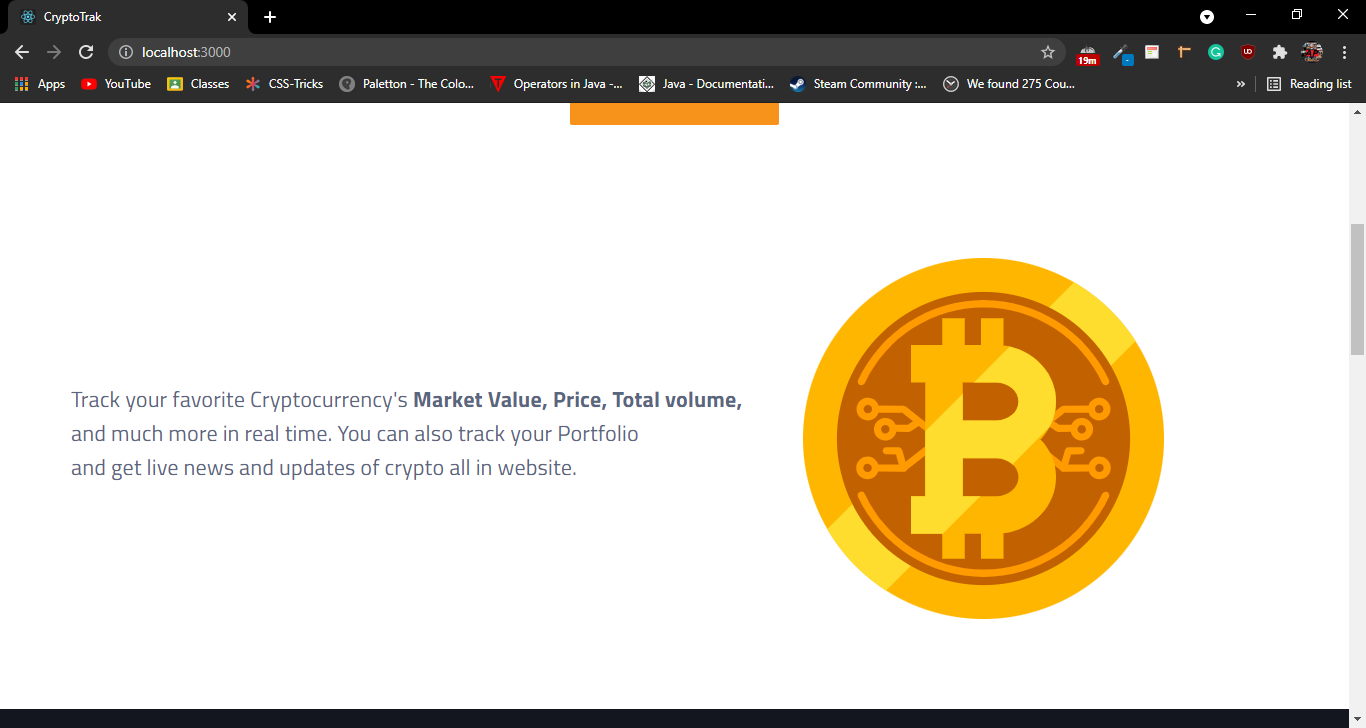 CryptoTrak
localhost:3000
19m
Apps YouTube Classes CSS-Tricks Paletton - The Colo... Operators in Java -... Java - Documentati... Steam Community :... We found 275 Cou... » Reading list
Track your favorite Cryptocurrency's Market Value, Price, Total volume,
and much more in real time. You can also track your Portfolio
and get live news and updates of crypto all in website.